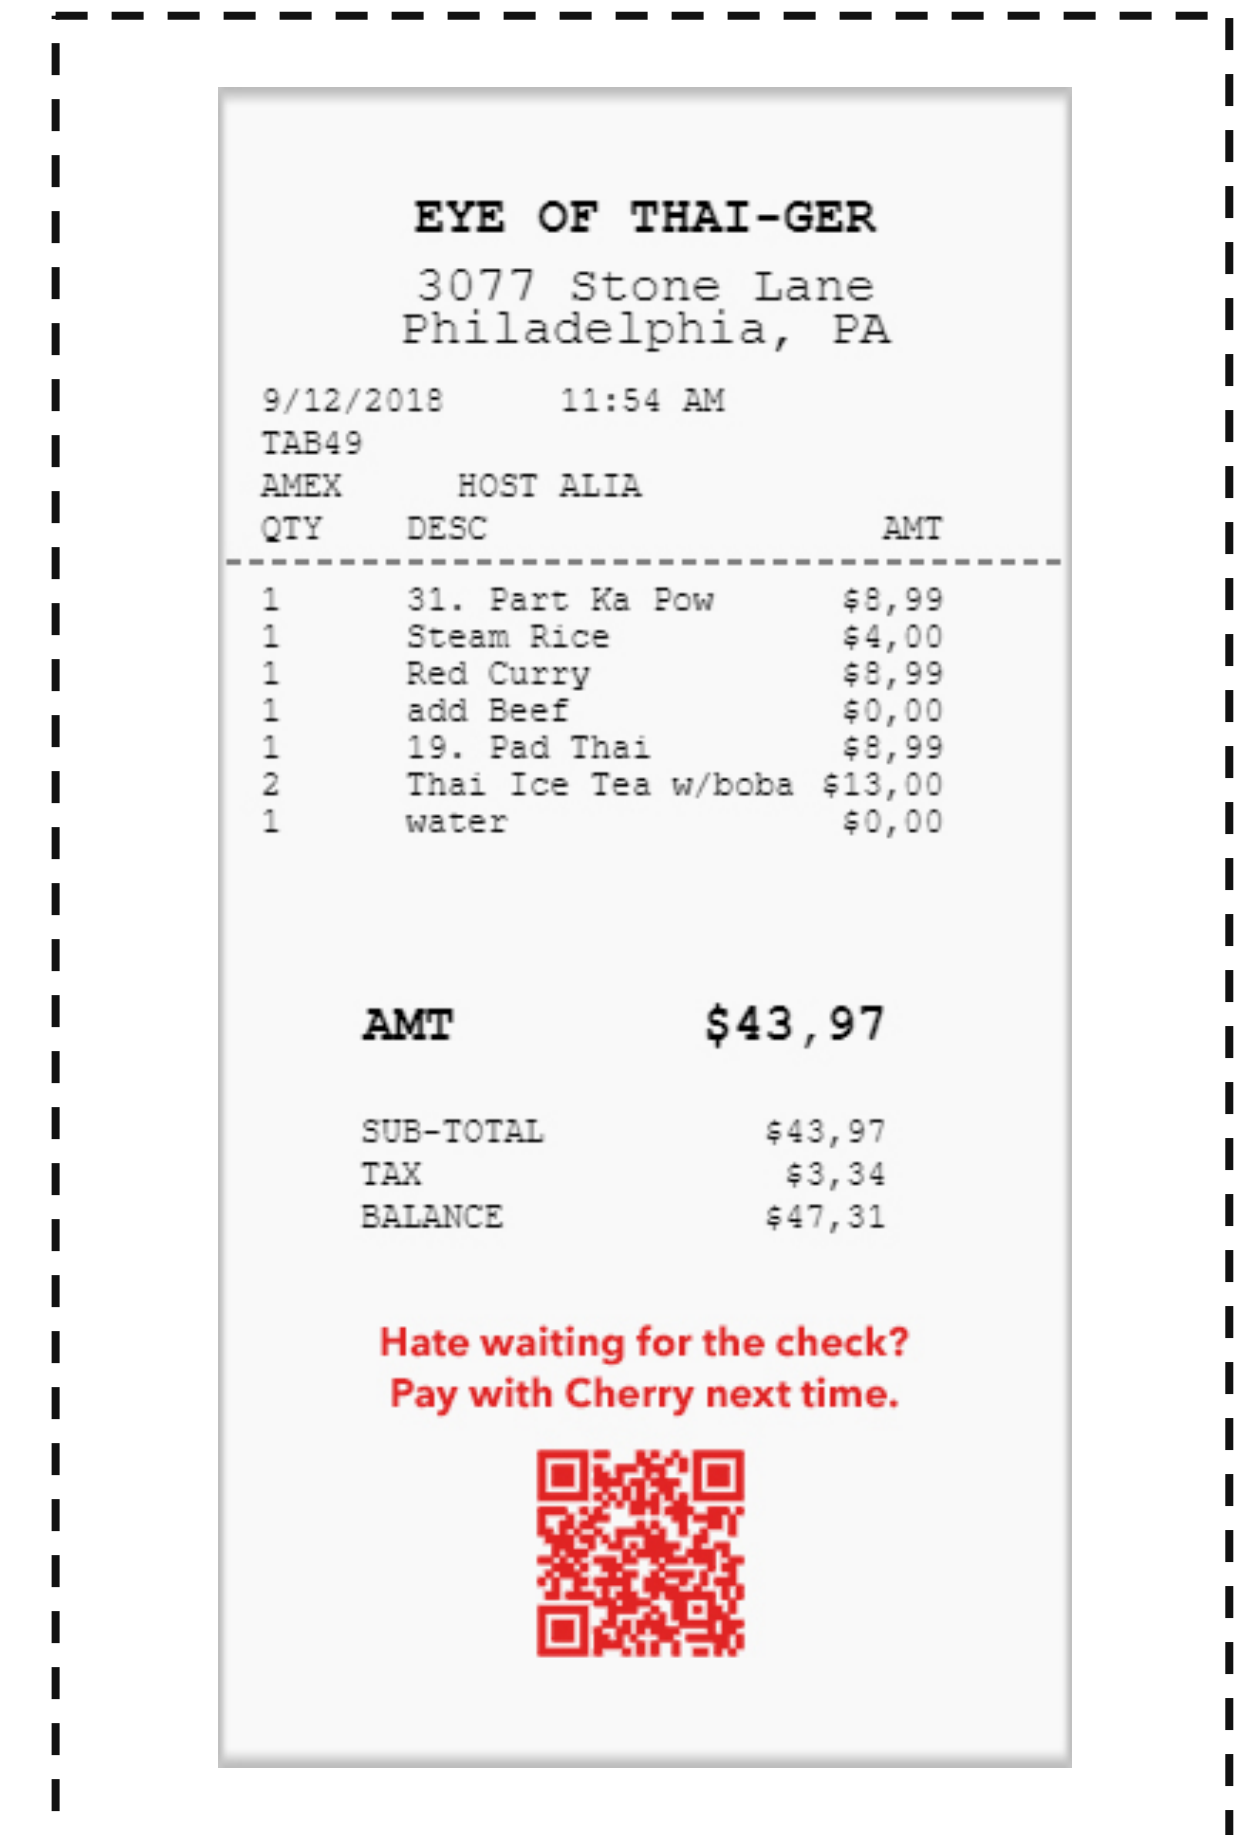 EYE OF THAI-GER
3077 Stone Lane
Philadelphia, PA
9/12/2018 11:54 AM
TAB49
AMEX HOST ALIA
QTY DESC AMT
1 31. Part Ka Pow $8,99
1 Steam Rice $4,00
1 Red Curry $8,99
1 add Beef $0,00
1 19. Pad Thai $8,99
2 Thai Ice Tea w/boba $13,00
1 water $0,00
AMT $43,97
SUB-TOTAL $43,97
TAX $3,34
BALANCE $47,31
Hate waiting for the check?
Pay with Cherry next time.